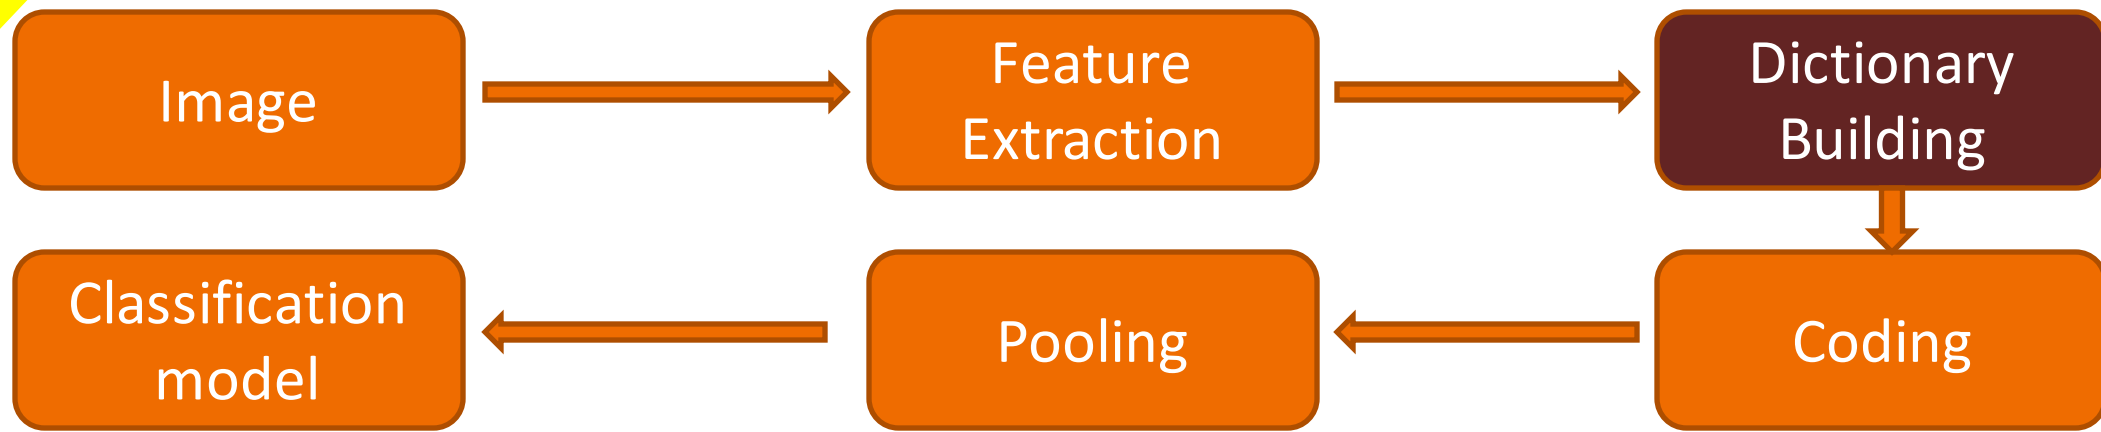 Image
Feature
Extraction
Dictionary
Building
Classification
model
Pooling
Coding